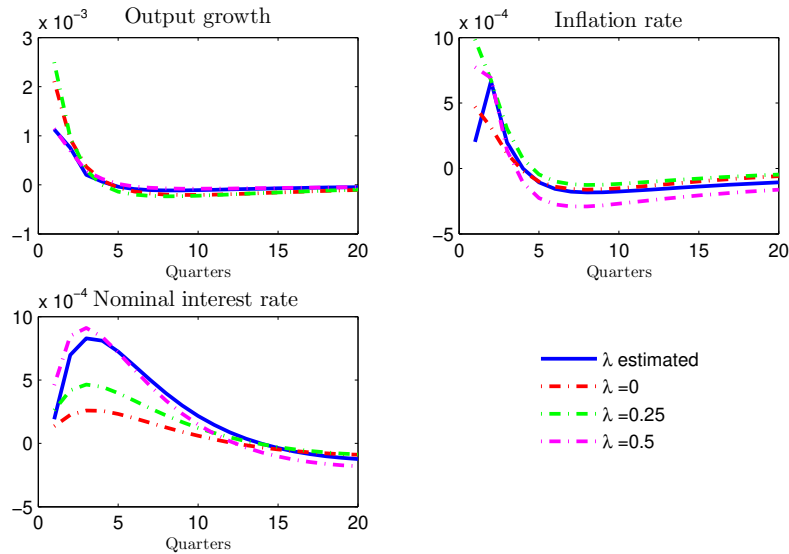 Output growth
x 10⁻³
3
2
1
0
−1
0 5 10 15 20
Quarters
Inflation rate
x 10⁻⁴
10
5
0
−5
0 5 10 15 20
Quarters
Nominal interest rate
x 10⁻⁴
10
5
0
−5
0 5 10 15 20
Quarters
λ estimated
λ =0
λ =0.25
λ =0.5